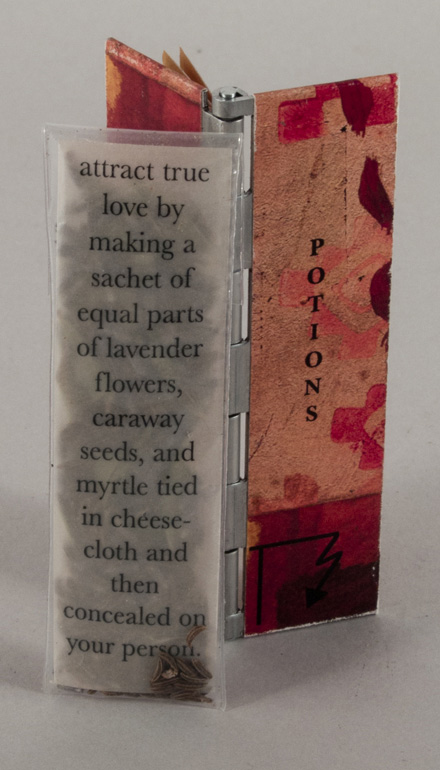 attract true
love by
making a
sachet of
equal parts
of lavender
flowers,
caraway
seeds, and
myrtle tied
in cheese-
cloth and
then
concealed on
your person.
POTIONS